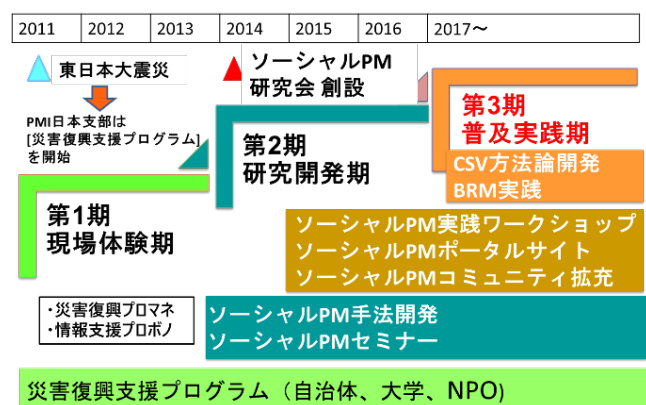 2011 2012 2013 2014 2015 2016 2017～
東日本大震災
PMI日本支部は
[災害復興支援プログラム]
を開始
ソーシャルPM
研究会 創設
第1期
現場体験期
第2期
研究開発期
第3期
普及実践期
CSV方法論開発
BRM実践
ソーシャルPM実践ワークショップ
ソーシャルPMポータルサイト
ソーシャルPMコミュニティ拡充
・災害復興プロマネ
・情報支援プロボノ
ソーシャルPM手法開発
ソーシャルPMセミナー
災害復興支援プログラム（自治体、大学、NPO)